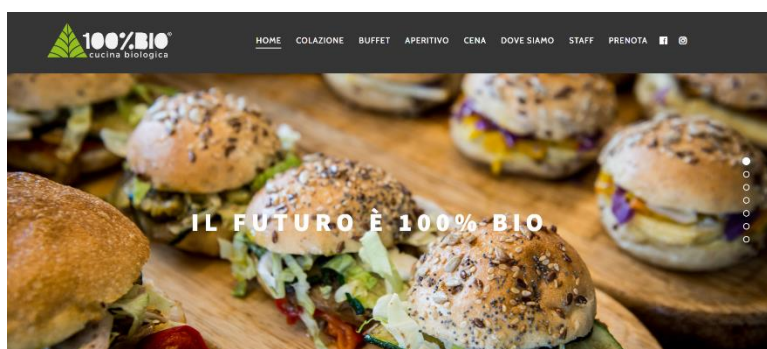 100%BIO®
cucina biologica
HOME COLAZIONE BUFFET APERITIVO CENA DOVE SIAMO STAFF PRENOTA
IL FUTURO È 100% BIO